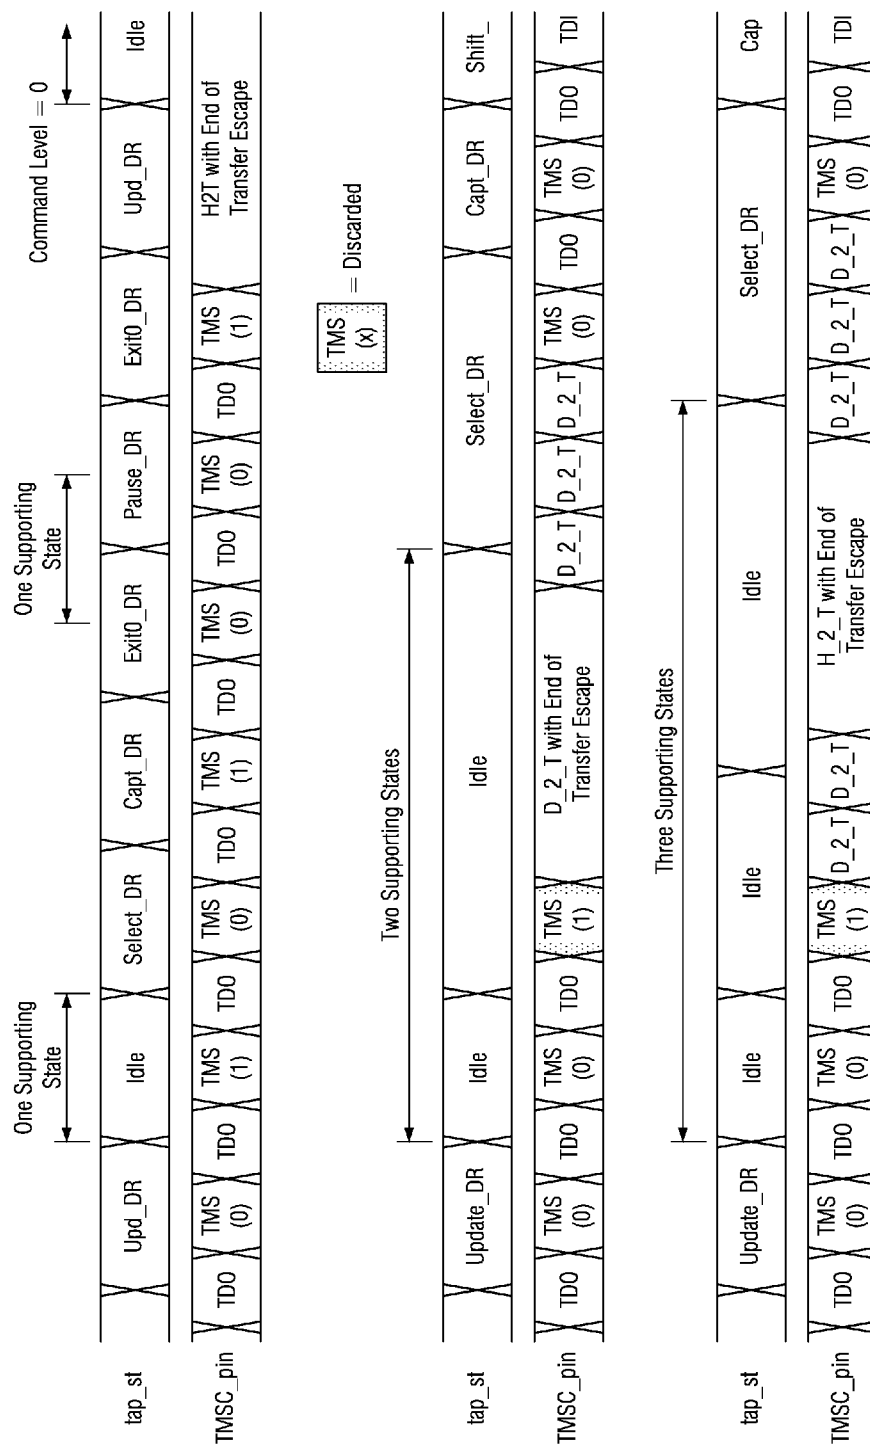 One Supporting
State
One Supporting
State
Command Level = 0
tap_st
Upd_DR
Idle
Select_DR
Capt_DR
Exit0_DR
Pause_DR
Exit0_DR
Upd_DR
Idle
TMSC_pin
TDO
TMS
(0)
TDO
TMS
(1)
TDO
TMS
(0)
TDO
TMS
(1)
TDO
TMS
(0)
TDO
TMS
(0)
TDO
TMS
(1)
H2T with End of
Transfer Escape
TMS
(x)
= Discarded
Two Supporting States
tap_st
Update_DR
Idle
Idle
Select_DR
Capt_DR
Shift_
TMSC_pin
TDO
TMS
(0)
TDO
TMS
(0)
TDO
TMS
(1)
D_2_T with End of
Transfer Escape
D_2_T
D_2_T
D_2_T
TMS
(0)
TDO
TMS
(0)
TDO
TDI
Three Supporting States
tap_st
Update_DR
Idle
Idle
Idle
Select_DR
Cap
TMSC_pin
TDO
TMS
(0)
TDO
TMS
(0)
TDO
TMS
(1)
D_2_T
D_2_T
H_2_T with End of
Transfer Escape
D_2_T
D_2_T
D_2_T
TMS
(0)
TDO
TDI